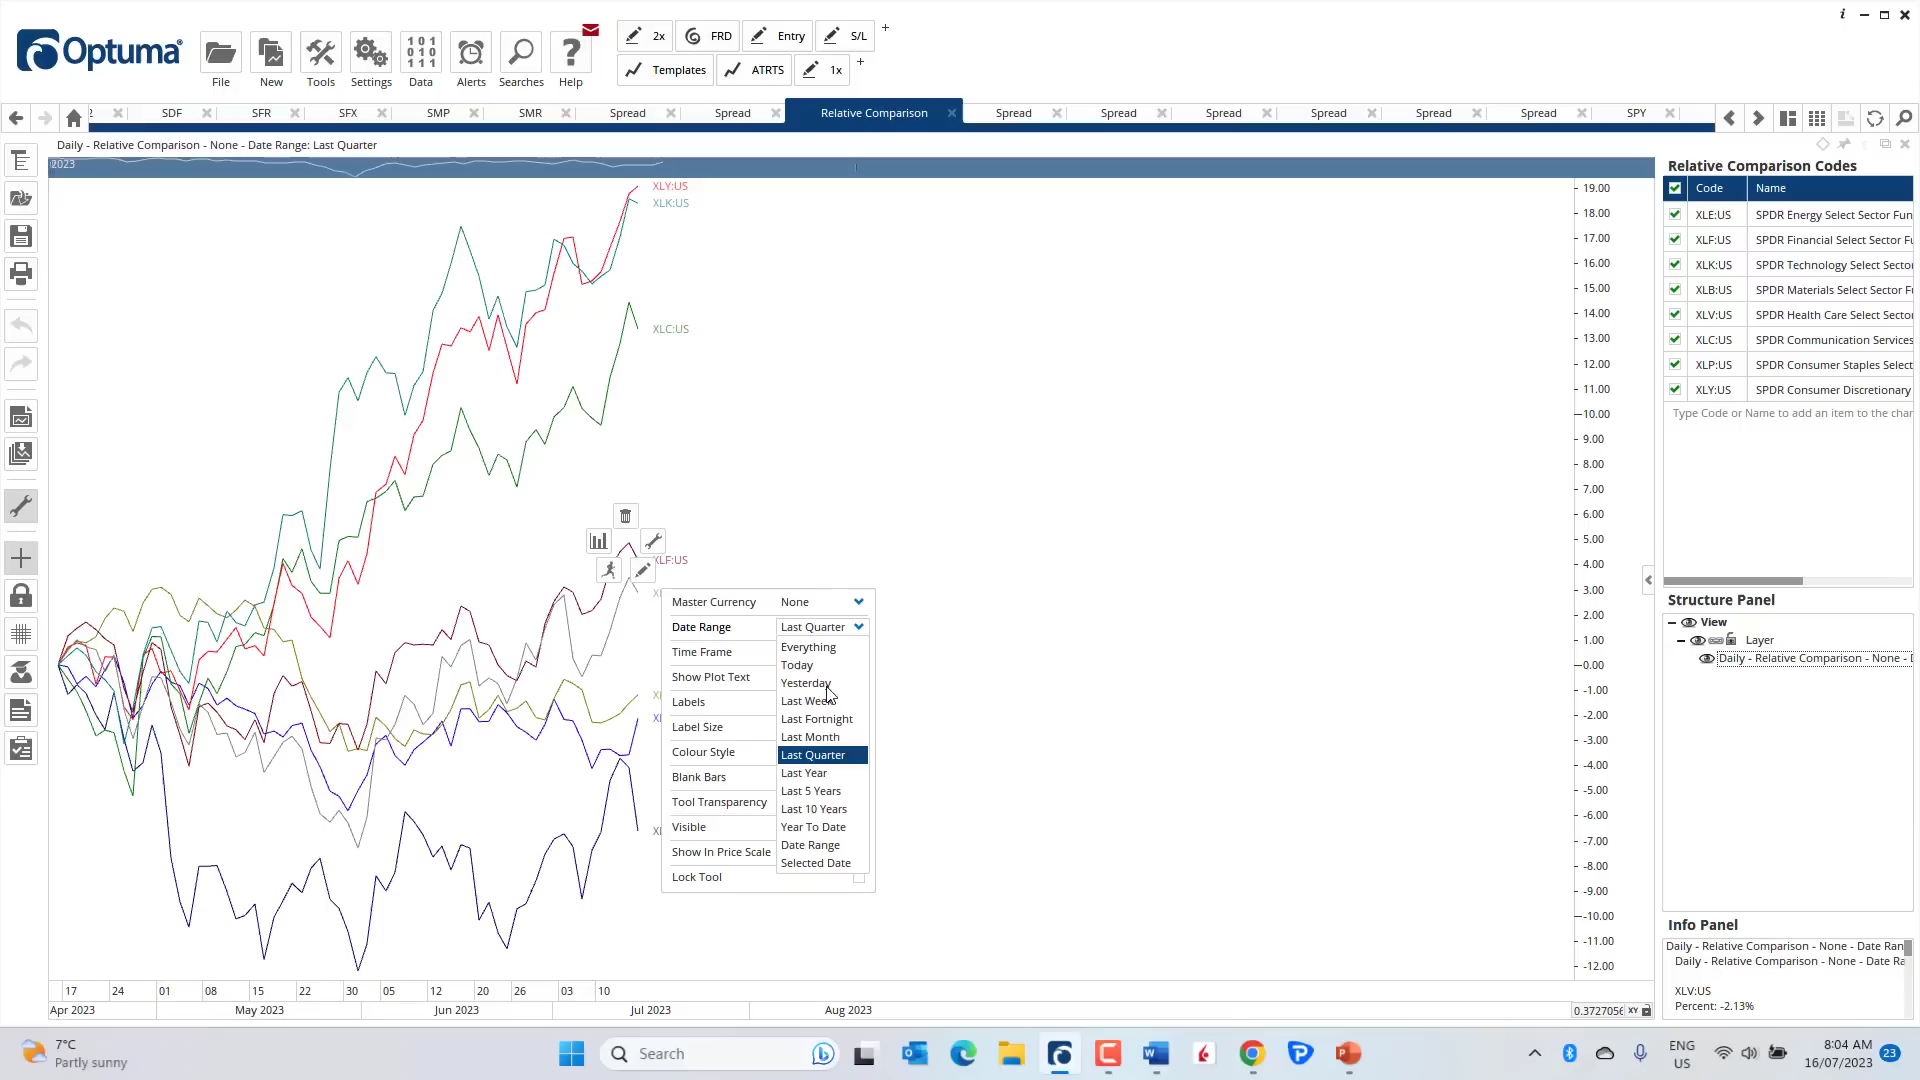 Optuma
File
New
Tools
Settings
Data
Alerts
Searches
Help
2x
FRD
Entry
S/L
Templates
ATRTS
1x
2
SDF
SFR
SFX
SMP
SMR
Spread
Spread
Relative Comparison
Spread
Spread
Spread
Spread
Spread
Spread
SPY
Daily - Relative Comparison - None - Date Range: Last Quarter
2023
XLY:US
XLK:US
XLC:US
XLF:US
19.00
18.00
17.00
16.00
15.00
14.00
13.00
12.00
11.00
10.00
9.00
8.00
7.00
6.00
5.00
4.00
3.00
2.00
1.00
0.00
-1.00
-2.00
-3.00
-4.00
-5.00
-6.00
-7.00
-8.00
-9.00
-10.00
-11.00
-12.00
Master Currency None
Date Range Last Quarter
Time Frame
Show Plot Text
Labels
Label Size
Colour Style
Blank Bars
Tool Transparency
Visible
Show In Price Scale
Lock Tool
Everything
Today
Yesterday
Last Week
Last Fortnight
Last Month
Last Quarter
Last Year
Last 5 Years
Last 10 Years
Year To Date
Date Range
Selected Date
17 24 01 08 15 22 30 05 12 20 26 03 10
Apr 2023 May 2023 Jun 2023 Jul 2023 Aug 2023
0.3727056 XY
Relative Comparison Codes
Code Name
XLE:US SPDR Energy Select Sector Fun
XLF:US SPDR Financial Select Sector Fu
XLK:US SPDR Technology Select Sector
XLB:US SPDR Materials Select Sector Fu
XLV:US SPDR Health Care Select Sector
XLC:US SPDR Communication Services
XLP:US SPDR Consumer Staples Select
XLY:US SPDR Consumer Discretionary
Type Code or Name to add an item to the char
Structure Panel
View
Layer
Daily - Relative Comparison - None - D
Info Panel
Daily - Relative Comparison - None - Date Ran
Daily - Relative Comparison - None - Date Ra
XLV:US
Percent: -2.13%
7°C
Partly sunny
Search
ENG
US
8:04 AM
16/07/2023
23